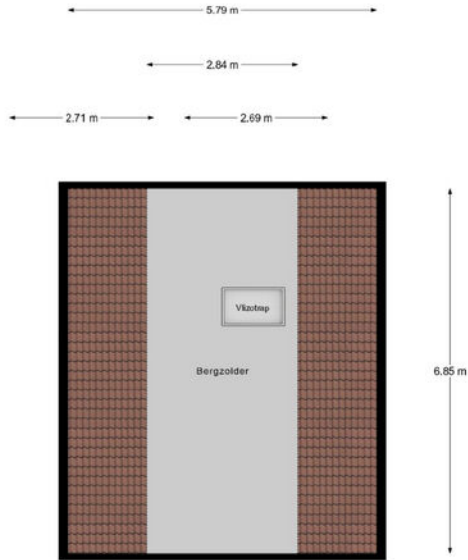 5.79 m
2.84 m
2.71 m
2.69 m
Vlizotrap
Bergzolder
6.85 m